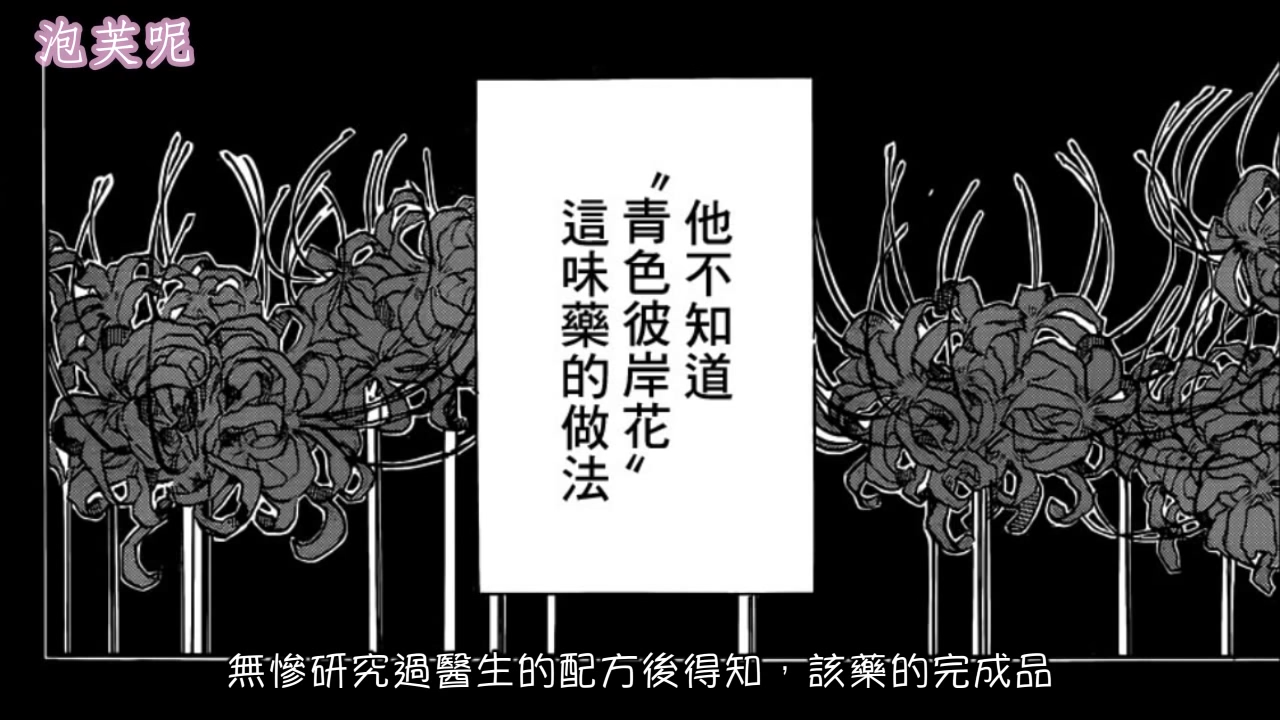 泡芙呢
他不知道
〝青色彼岸花〞
這味藥的做法
無慘研究過醫生的配方後得知，該藥的完成品